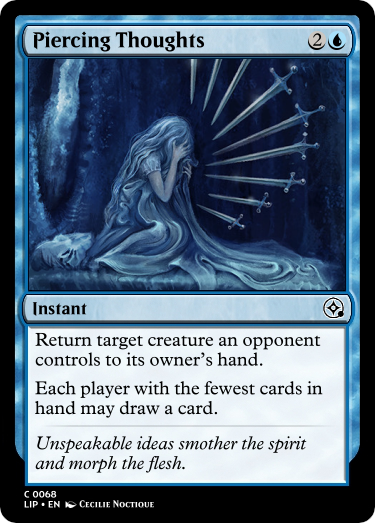 Piercing Thoughts 2
Instant
Return target creature an opponent
controls to its owner's hand.
Each player with the fewest cards in
hand may draw a card.
Unspeakable ideas smother the spirit
and morph the flesh.
C 0068
LIP • EN Cecilie Noctique